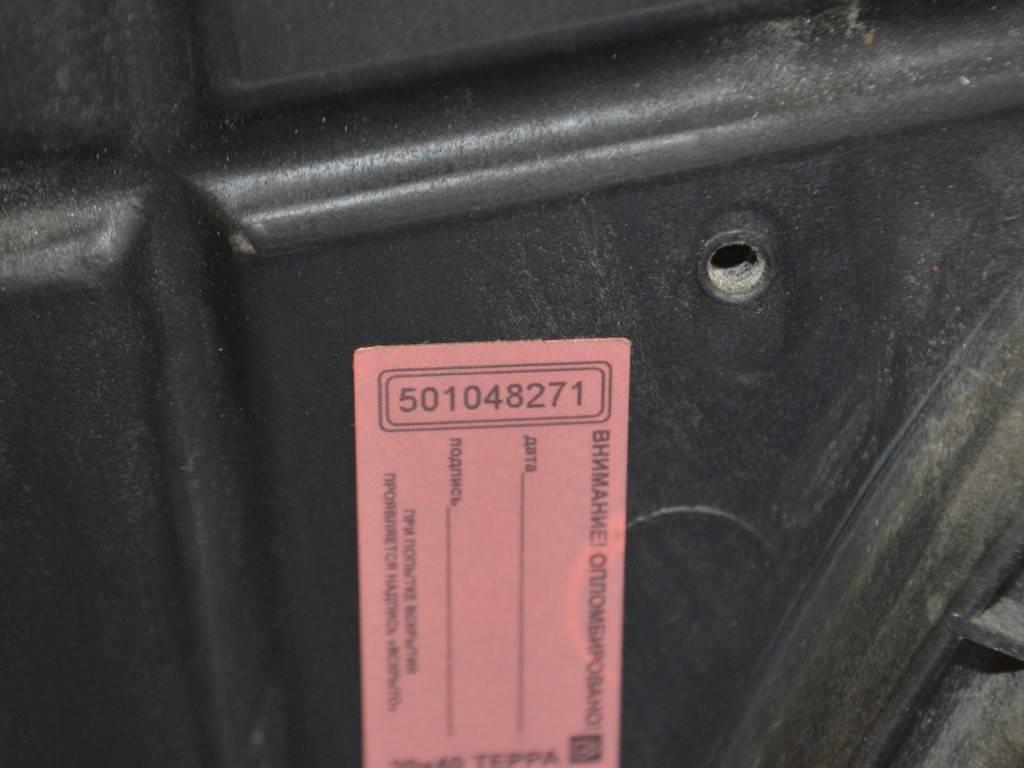 501048271
ВНИМАНИЕ! ОПЛОМБИРОВАНО!
дата
подпись
ПРИ ПОПЫТКЕ ВСКРЫТИЯ
ПРОЯВЛЯЕТСЯ НАДПИСЬ «ВСКРЫТО»
ТЕРРА